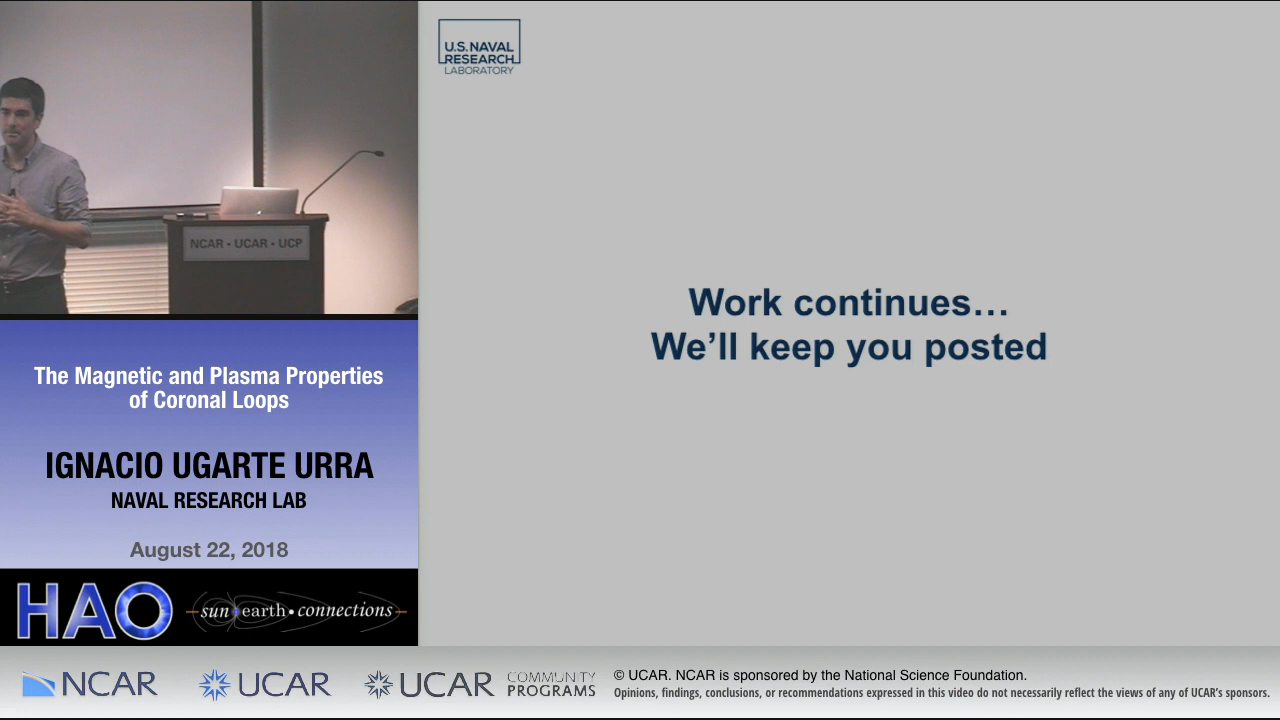 U.S. NAVAL
RESEARCH
LABORATORY
NCAR • UCAR • UCP
Work continues…
We’ll keep you posted
The Magnetic and Plasma Properties
of Coronal Loops
IGNACIO UGARTE URRA
NAVAL RESEARCH LAB
August 22, 2018
HAO
sun•earth•connections
NCAR
UCAR
UCAR
COMMUNITY
PROGRAMS
© UCAR. NCAR is sponsored by the National Science Foundation.
Opinions, findings, conclusions, or recommendations expressed in this video do not necessarily reflect the views of any of UCAR's sponsors.